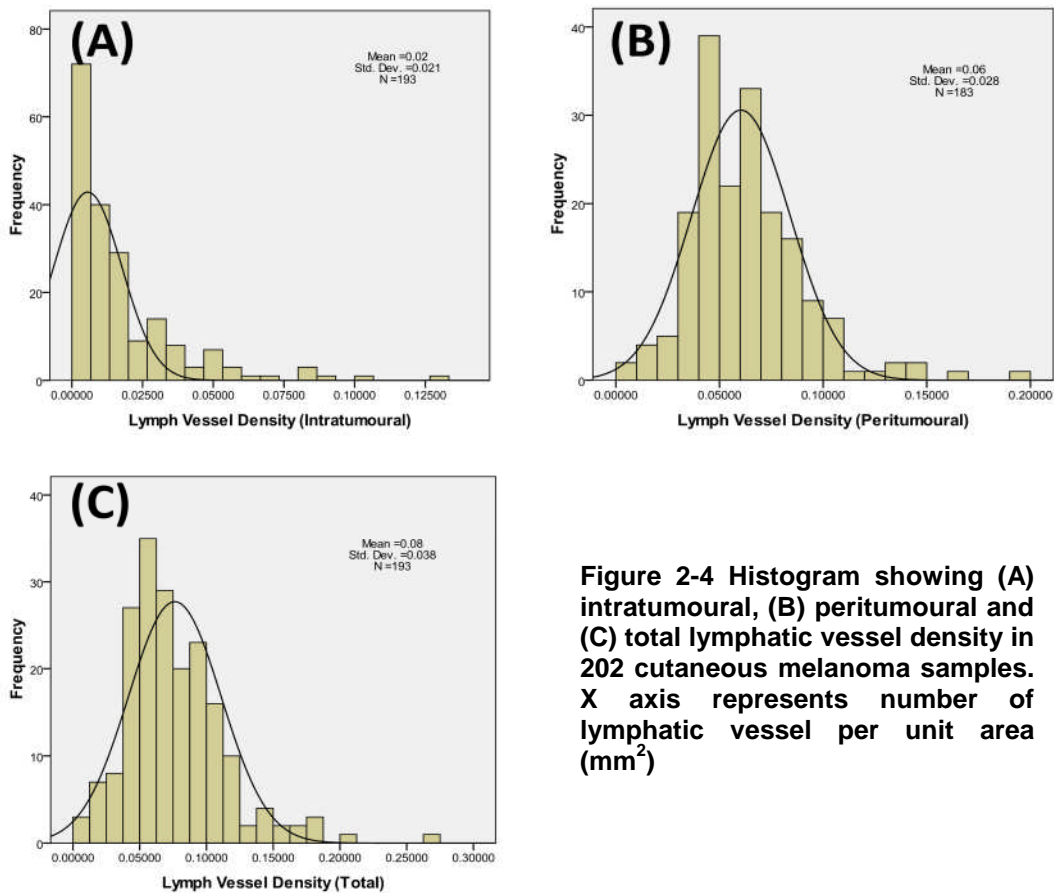 (A)
Mean =0.02
Std. Dev. =0.021
N =193
80
60
40
20
0
Frequency
0.00000 0.02500 0.05000 0.07500 0.10000 0.12500
Lymph Vessel Density (Intratumoural)
(B)
Mean =0.06
Std. Dev. =0.028
N =183
40
30
20
10
0
Frequency
0.00000 0.05000 0.10000 0.15000 0.20000
Lymph Vessel Density (Peritumoural)
(C)
Mean =0.08
Std. Dev. =0.038
N =193
40
30
20
10
0
Frequency
0.00000 0.05000 0.10000 0.15000 0.20000 0.25000 0.30000
Lymph Vessel Density (Total)
Figure 2-4 Histogram showing (A)
intratumoural, (B) peritumoural and
(C) total lymphatic vessel density in
202 cutaneous melanoma samples.
X axis represents number of
lymphatic vessel per unit area
(mm²)